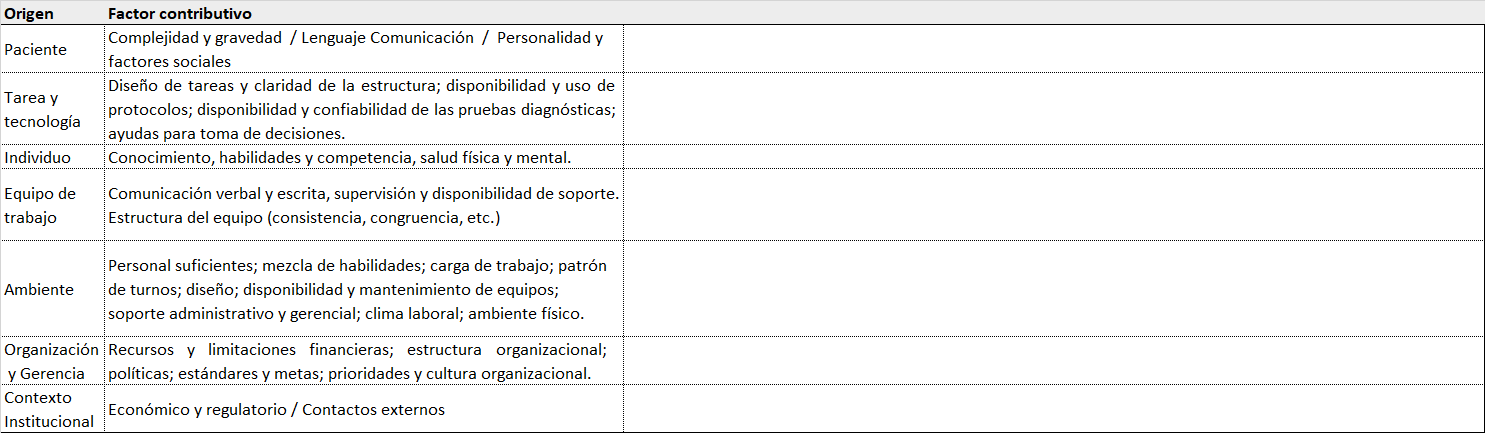 Origen Factor contributivo
Paciente
Complejidad y gravedad / Lenguaje Comunicación / Personalidad y
factores sociales
Tarea y
tecnología
Diseño de tareas y claridad de la estructura; disponibilidad y uso de
protocolos; disponibilidad y confiabilidad de las pruebas diagnósticas;
ayudas para toma de decisiones.
Individuo
Conocimiento, habilidades y competencia, salud física y mental.
Equipo de
trabajo
Comunicación verbal y escrita, supervisión y disponibilidad de soporte.
Estructura del equipo (consistencia, congruencia, etc.)
Ambiente
Personal suficientes; mezcla de habilidades; carga de trabajo; patrón
de turnos; diseño; disponibilidad y mantenimiento de equipos;
soporte administrativo y gerencial; clima laboral; ambiente físico.
Organización
y Gerencia
Recursos y limitaciones financieras; estructura organizacional;
políticas; estándares y metas; prioridades y cultura organizacional.
Contexto
Institucional
Económico y regulatorio / Contactos externos